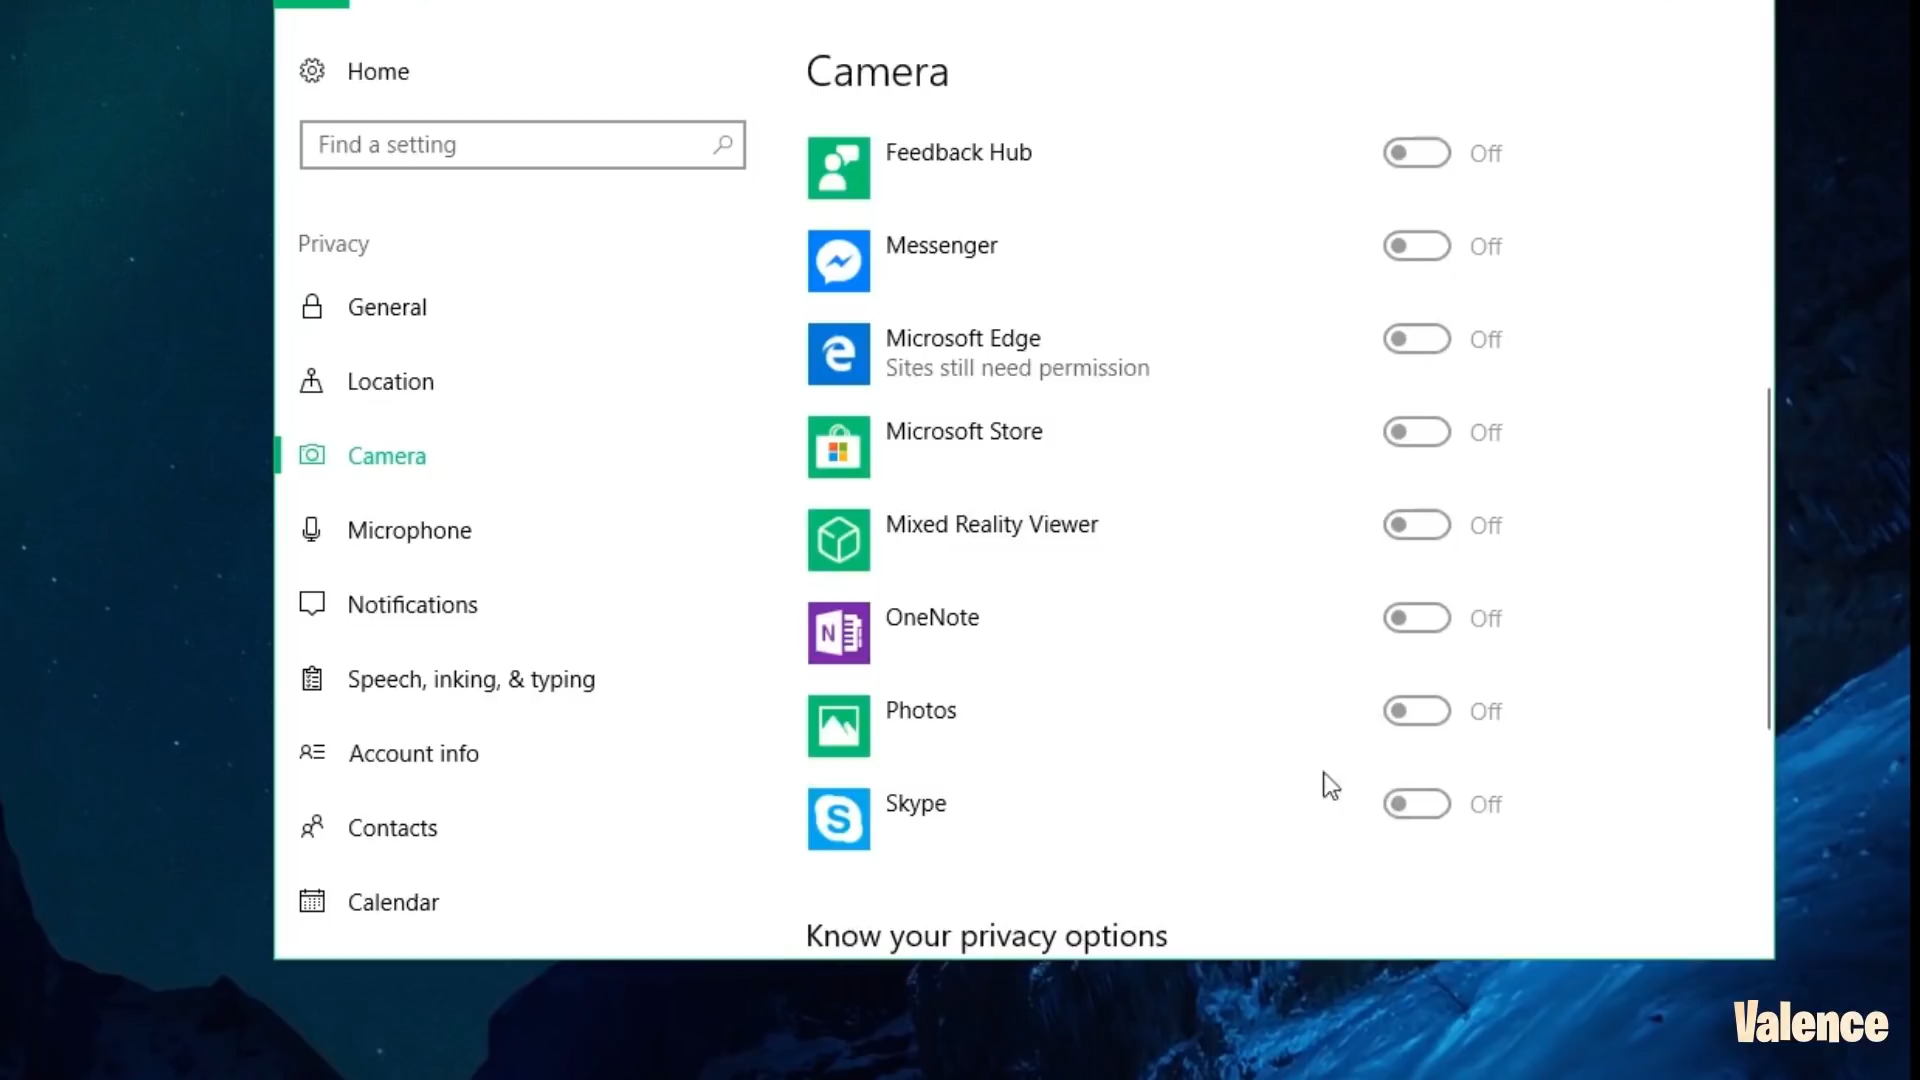 Home
Find a setting
Privacy
General
Location
Camera
Microphone
Notifications
Speech, inking, & typing
Account info
Contacts
Calendar
Camera
Feedback Hub Off
Messenger Off
Microsoft Edge Off
Sites still need permission
Microsoft Store Off
Mixed Reality Viewer Off
N
OneNote Off
Photos Off
S
Skype Off
Know your privacy options
Valence